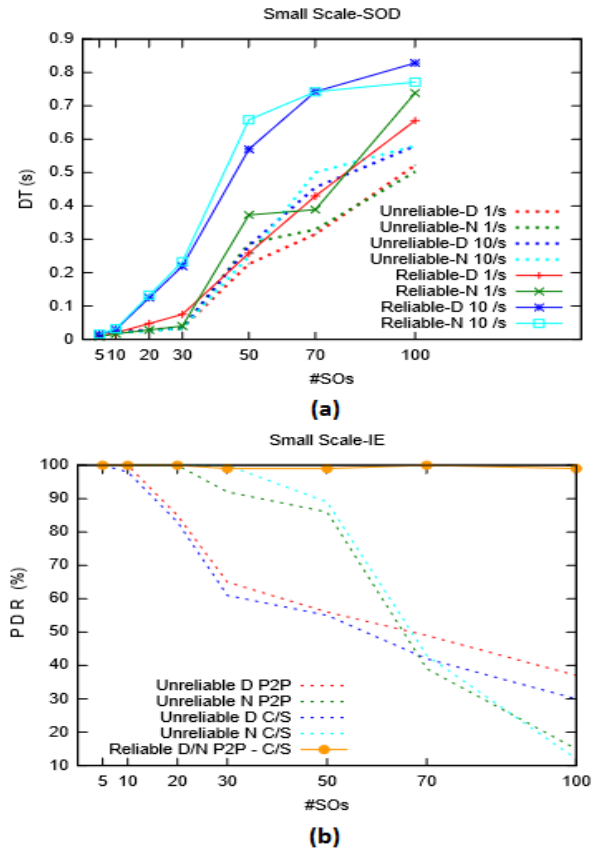 Small Scale-SOD
0.9
0.8
0.7
0.6
0.5
0.4
0.3
0.2
0.1
0
DT (s)
Unreliable-D 1/s
Unreliable-N 1/s
Unreliable-D 10/s
Unreliable-N 10/s
Reliable-D 1/s
Reliable-N 1/s
Reliable-D 10 /s
Reliable-N 10 /s
5 10 20 30 50 70 100
#SOs
(a)
Small Scale-IE
100
90
80
70
60
50
40
30
20
10
PDR (%)
Unreliable D P2P
Unreliable N P2P
Unreliable D C/S
Unreliable N C/S
Reliable D/N P2P - C/S
5 10 20 30 50 70 100
#SOs
(b)